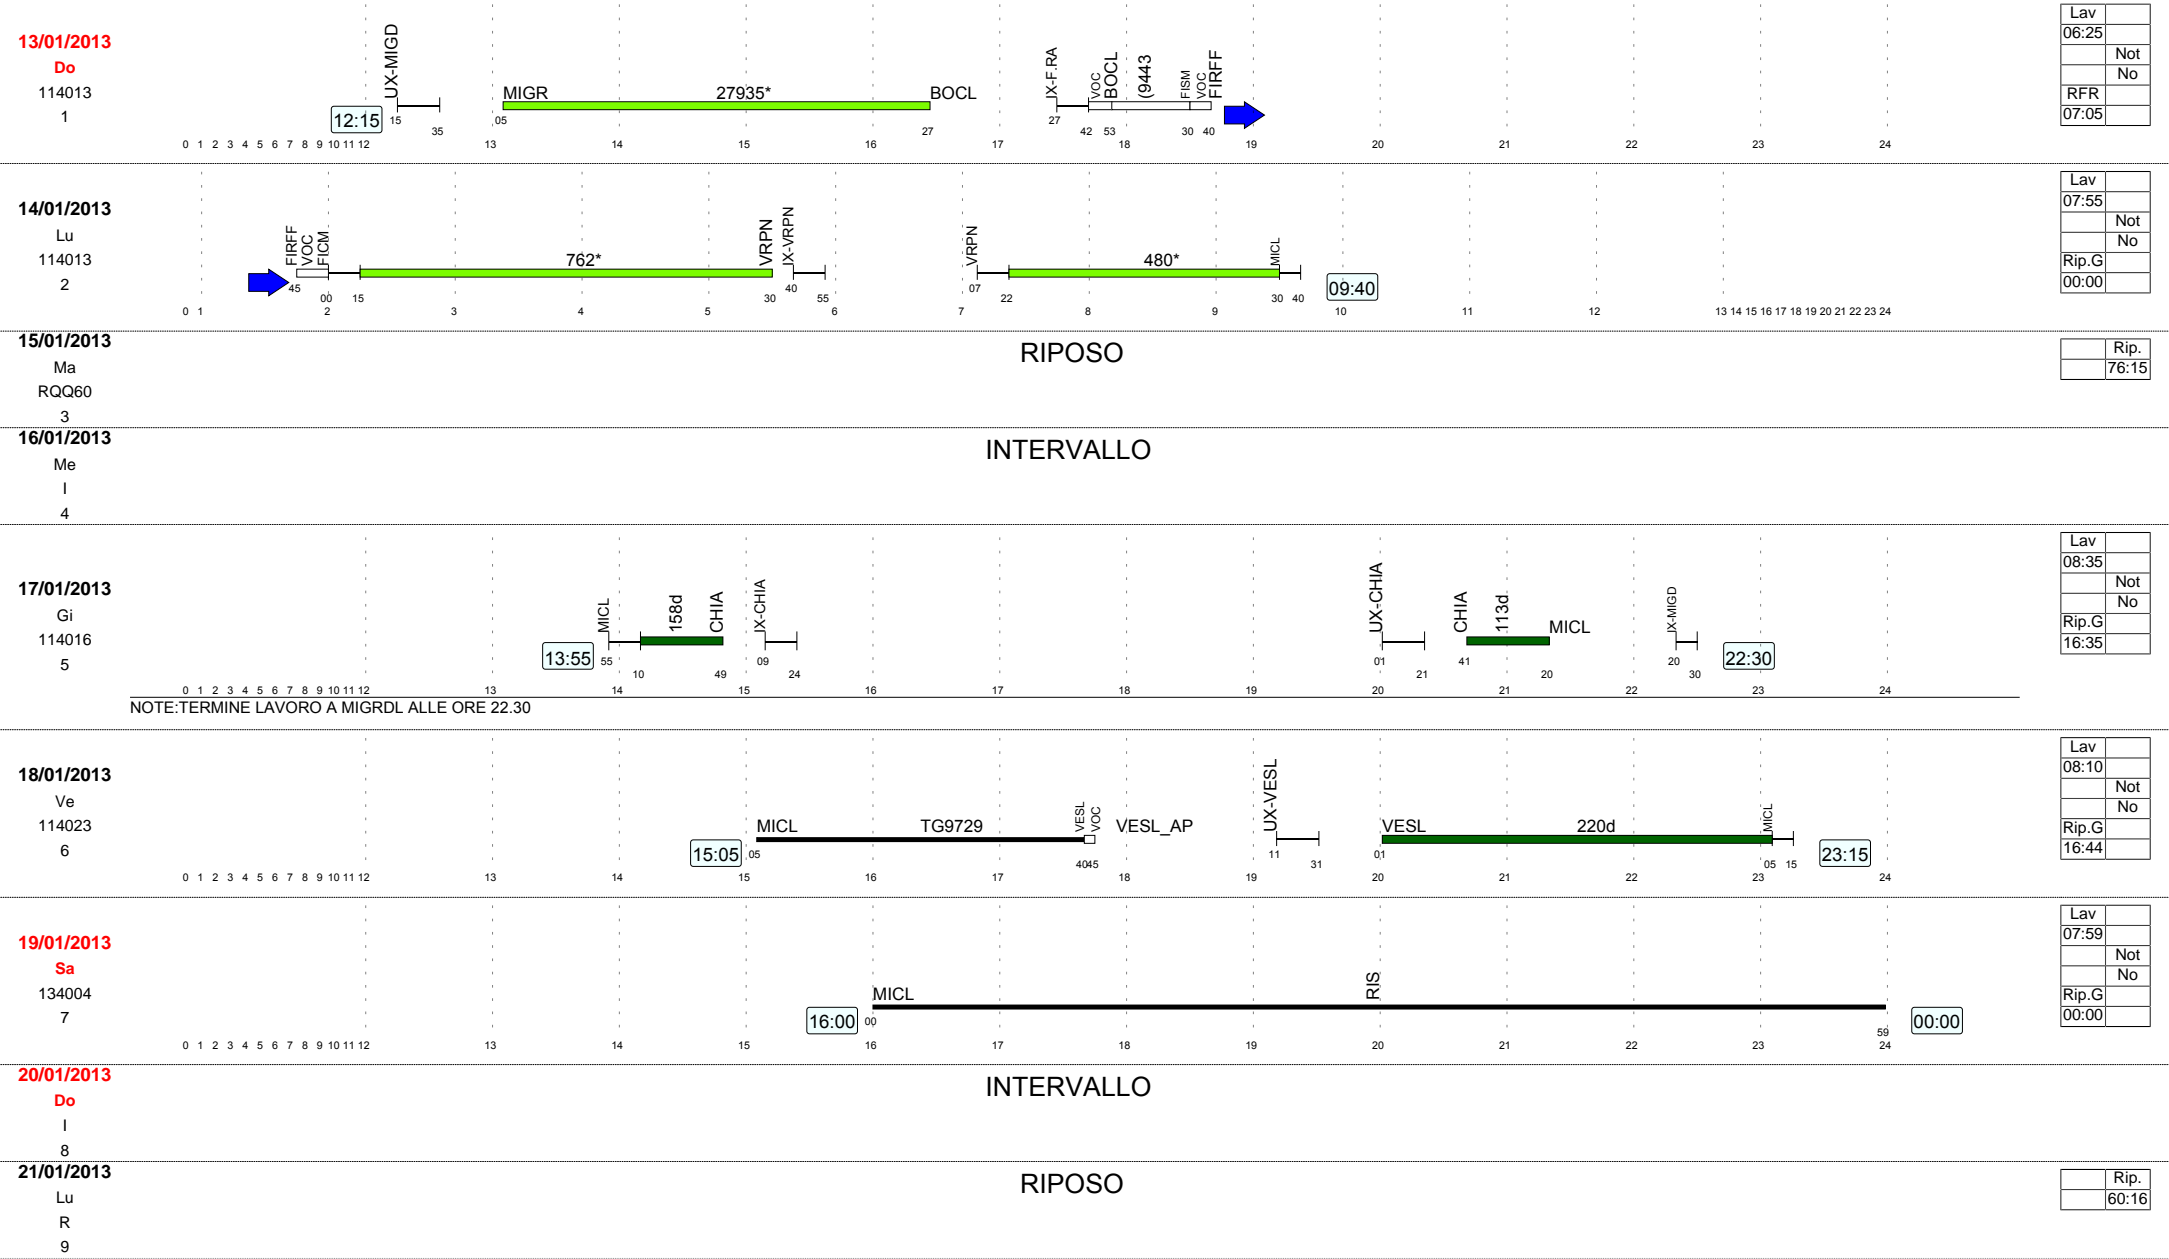 13/01/2013
Do
114013
1
12:15
UX-MIGD
15 35
MIGR 27935* BOCL
05 27
IX-F.RA VOC BOCL (9443 FISM VOC FIRFF
27 42 53 30 40
0 1 2 3 4 5 6 7 8 9 10 11 12 13 14 15 16 17 18 19 20 21 22 23 24
Lav
06:25
Not
No
RFR
07:05
14/01/2013
Lu
114013
2
FIRFF VOC FICM 762* VRPN IX-VRPN
45 00 15 30 40 55
VRPN 480* MICL
07 22 30 40
09:40
0 1 2 3 4 5 6 7 8 9 10 11 12 13 14 15 16 17 18 19 20 21 22 23 24
Lav
07:55
Not
No
Rip.G
00:00
15/01/2013
Ma
RQQ60
3
RIPOSO
Rip.
76:15
16/01/2013
Me
I
4
INTERVALLO
17/01/2013
Gi
114016
5
13:55
MICL 158d CHIA IX-CHIA
55 10 49 09 24
UX-CHIA CHIA 113d MICL IX-MIGD
01 21 41 20 20 30
22:30
0 1 2 3 4 5 6 7 8 9 10 11 12 13 14 15 16 17 18 19 20 21 22 23 24
NOTE:TERMINE LAVORO A MIGRDL ALLE ORE 22.30
Lav
08:35
Not
No
Rip.G
16:35
18/01/2013
Ve
114023
6
15:05
MICL TG9729 VESL VOC VESL_AP
05 40 45
UX-VESL VESL 220d MICL
11 31 01 05 15
23:15
0 1 2 3 4 5 6 7 8 9 10 11 12 13 14 15 16 17 18 19 20 21 22 23 24
Lav
08:10
Not
No
Rip.G
16:44
19/01/2013
Sa
134004
7
16:00
MICL RIS
00 59
00:00
0 1 2 3 4 5 6 7 8 9 10 11 12 13 14 15 16 17 18 19 20 21 22 23 24
Lav
07:59
Not
No
Rip.G
00:00
20/01/2013
Do
I
8
INTERVALLO
21/01/2013
Lu
R
9
RIPOSO
Rip.
60:16